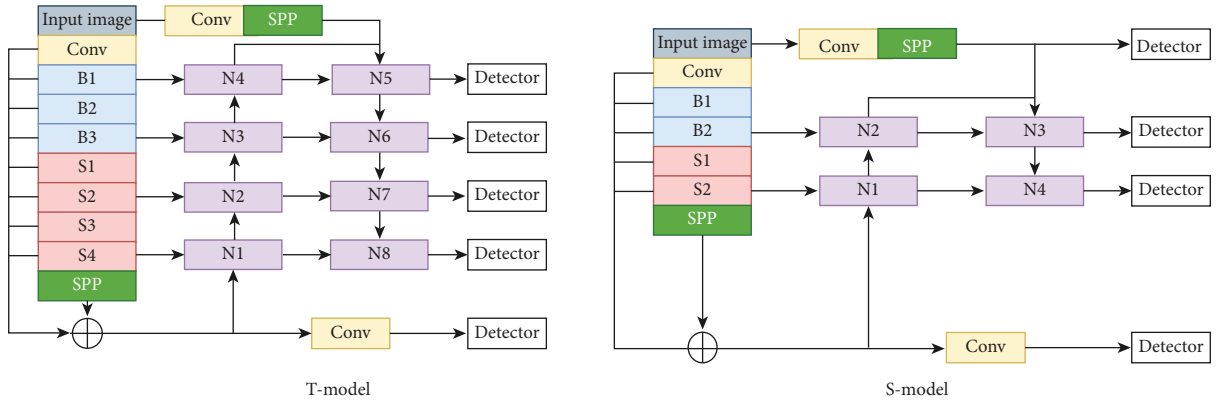 Input image
Conv
B1
B2
B3
S1
S2
S3
S4
SPP
Conv
SPP
N4
N5
Detector
N3
N6
Detector
N2
N7
Detector
N1
N8
Detector
Conv
Detector
T-model
Input image
Conv
B1
B2
S1
S2
SPP
Conv
SPP
Detector
N2
N3
Detector
N1
N4
Detector
Conv
Detector
S-model